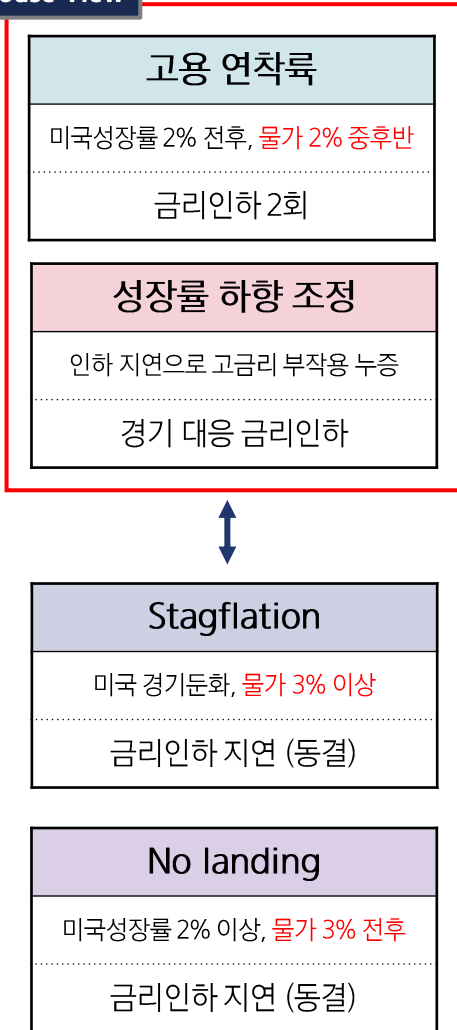 View
고용 연착륙
미국성장률 2% 전후, 물가 2% 중후반
금리인하 2회
성장률 하향 조정
인하 지연으로 고금리 부작용 누증
경기 대응 금리인하
Stagflation
미국 경기둔화, 물가 3% 이상
금리인하 지연 (동결)
No landing
미국성장률 2% 이상, 물가 3% 전후
금리인하 지연 (동결)